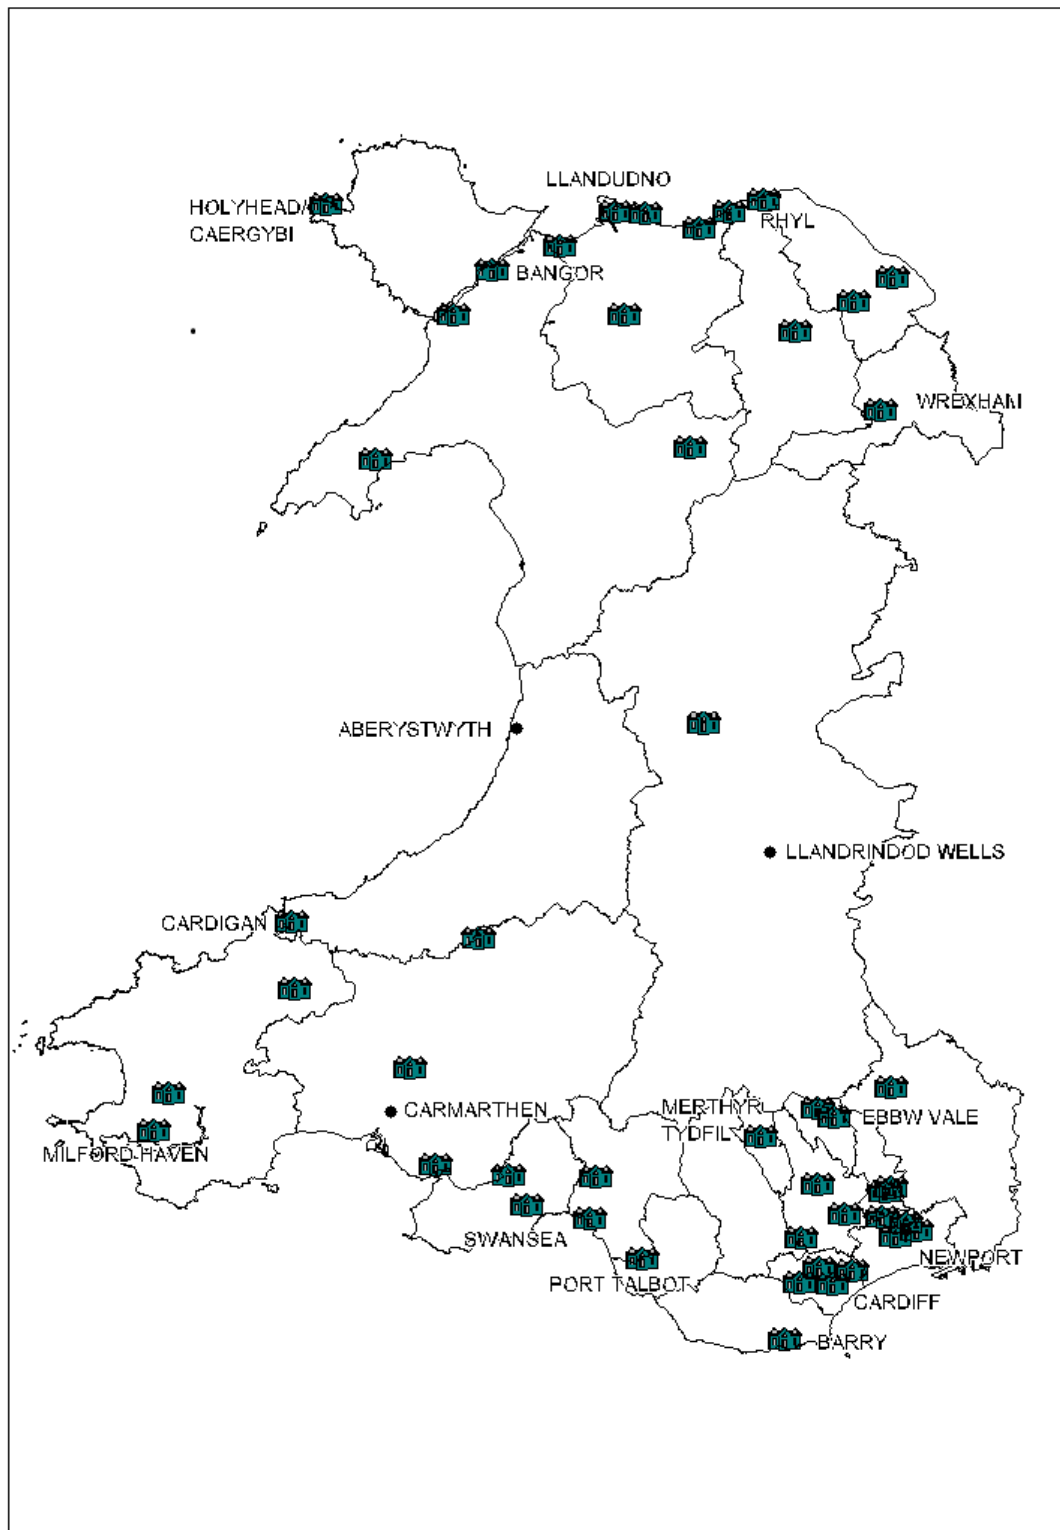 LLANDUDNO
HOLYHEAD/
CAERGYBI
RHYL
BANGOR
WREXHAM
ABERYSTWYTH
LLANDRINDOD WELLS
CARDIGAN
CARMARTHEN
MERTHYR
TYDFIL
EBBW VALE
MILFORD HAVEN
SWANSEA
NEWPORT
PORT TALBOT
CARDIFF
BARRY